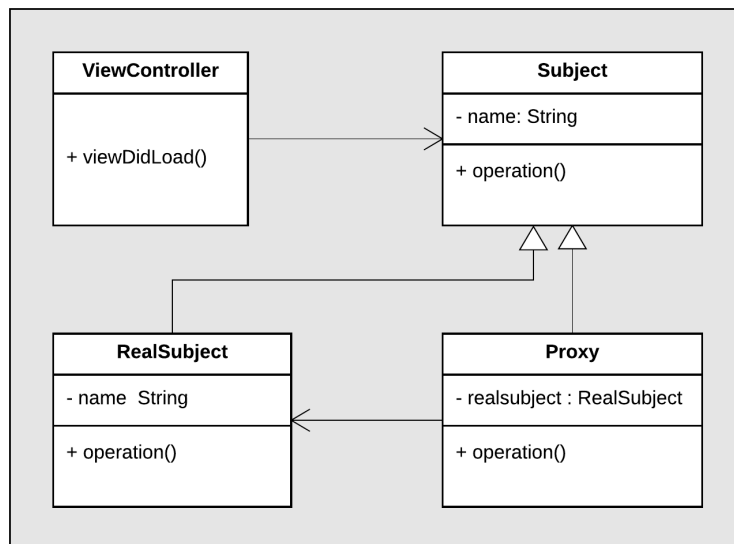 ViewController
+ viewDidLoad()
Subject
- name: String
+ operation()
RealSubject
- name  String
+ operation()
Proxy
- realsubject : RealSubject
+ operation()